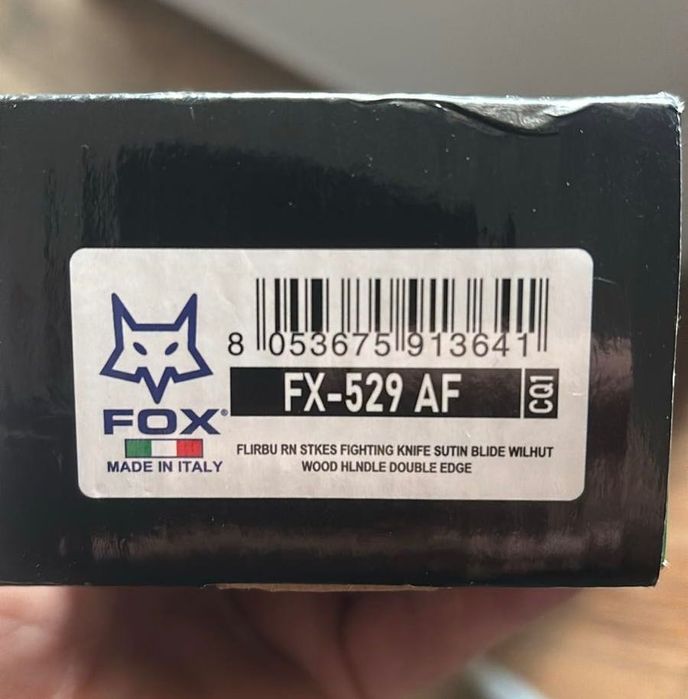 8 053675 913641
FX-529 AF
CQ1
FOX®
MADE IN ITALY
FLIRBU RN STKES FIGHTING KNIFE SUTIN BLIDE WILHUT
WOOD HLNDLE DOUBLE EDGE